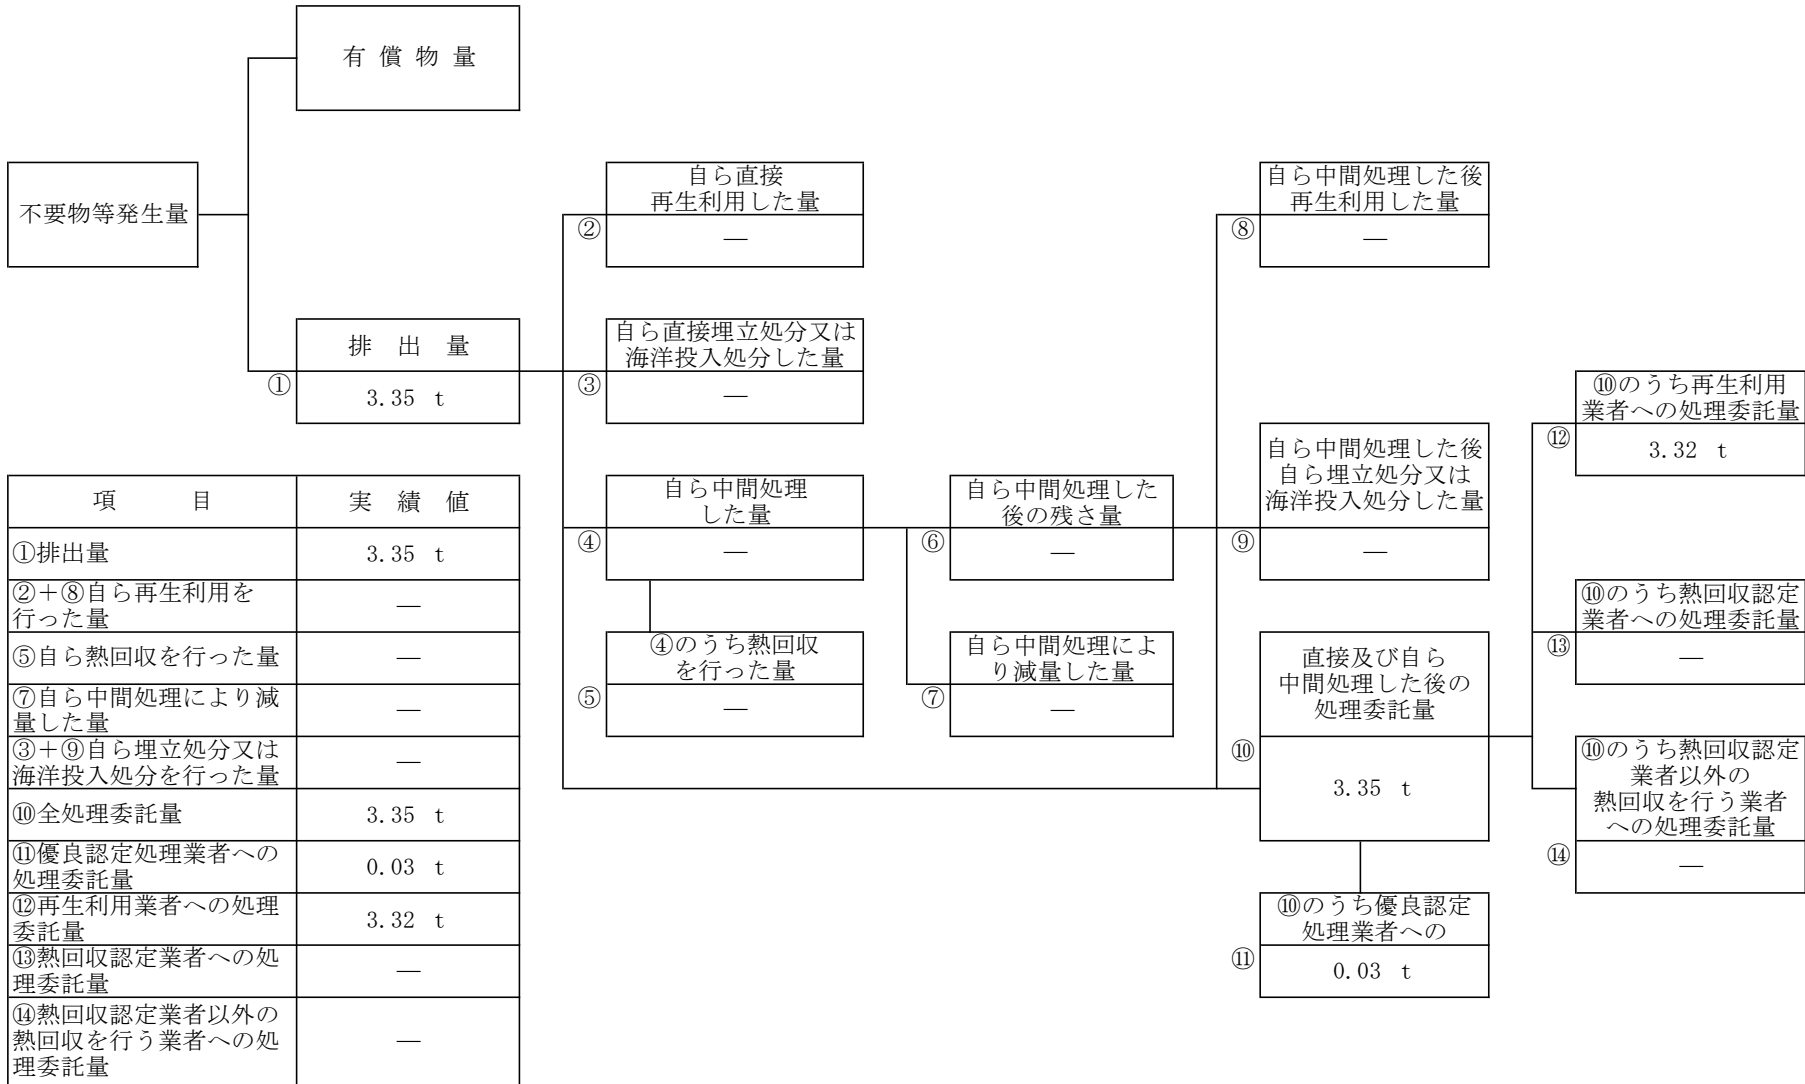 有償物量
不要物等発生量
排出量
①
3.35 t
自ら直接
再生利用した量
②
―
自ら直接埋立処分又は
海洋投入処分した量
③
―
自ら中間処理
した量
④
―
④のうち熱回収
を行った量
⑤
―
自ら中間処理した
後の残さ量
⑥
―
自ら中間処理によ
り減量した量
⑦
―
自ら中間処理した後
再生利用した量
⑧
―
自ら中間処理した後
自ら埋立処分又は
海洋投入処分した量
⑨
―
直接及び自ら
中間処理した後の
処理委託量
⑩
3.35 t
⑩のうち優良認定
処理業者への
⑪
0.03 t
⑩のうち再生利用
業者への処理委託量
⑫
3.32 t
⑩のうち熱回収認定
業者への処理委託量
⑬
―
⑩のうち熱回収認定
業者以外の
熱回収を行う業者
への処理委託量
⑭
―
項目 実績値
①排出量 3.35 t
②＋⑧自ら再生利用を
行った量 ―
⑤自ら熱回収を行った量 ―
⑦自ら中間処理により減
量した量 ―
③＋⑨自ら埋立処分又は
海洋投入処分を行った量 ―
⑩全処理委託量 3.35 t
⑪優良認定処理業者への
処理委託量 0.03 t
⑫再生利用業者への処理
委託量 3.32 t
⑬熱回収認定業者への処
理委託量 ―
⑭熱回収認定業者以外の
熱回収を行う業者への処
理委託量 ―